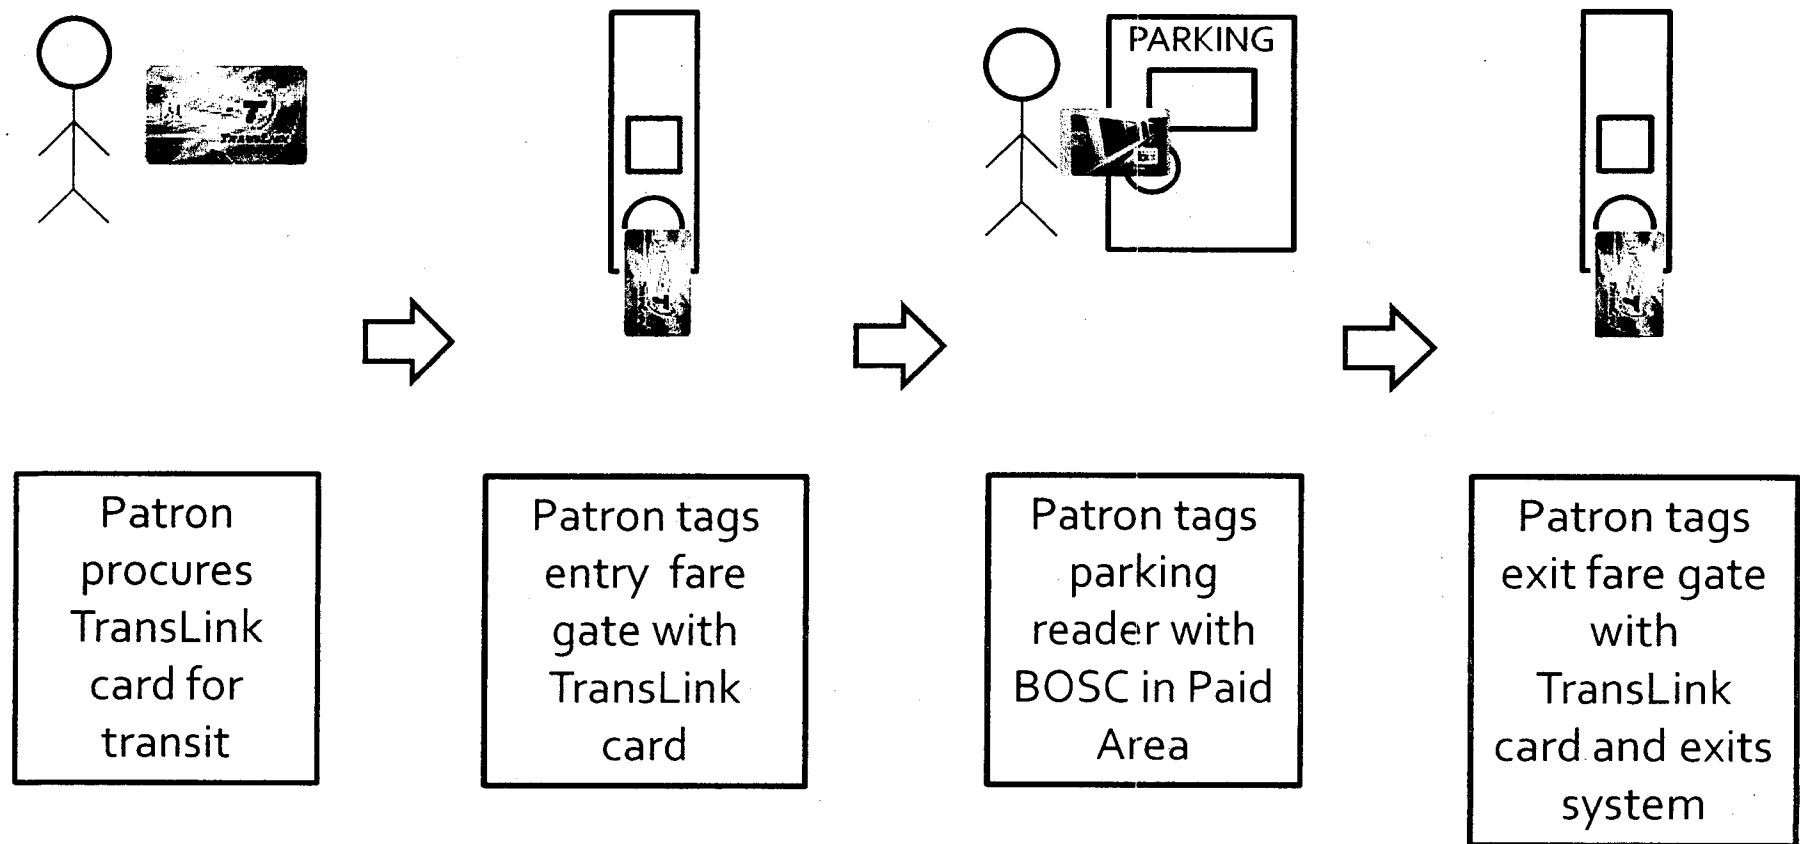 TransLink
PARKING
Patron
procures
TransLink
card for
transit
Patron tags
entry fare
gate with
TransLink
card
Patron tags
parking
reader with
BOSC in Paid
Area
Patron tags
exit fare gate
with
TransLink
card and exits
system